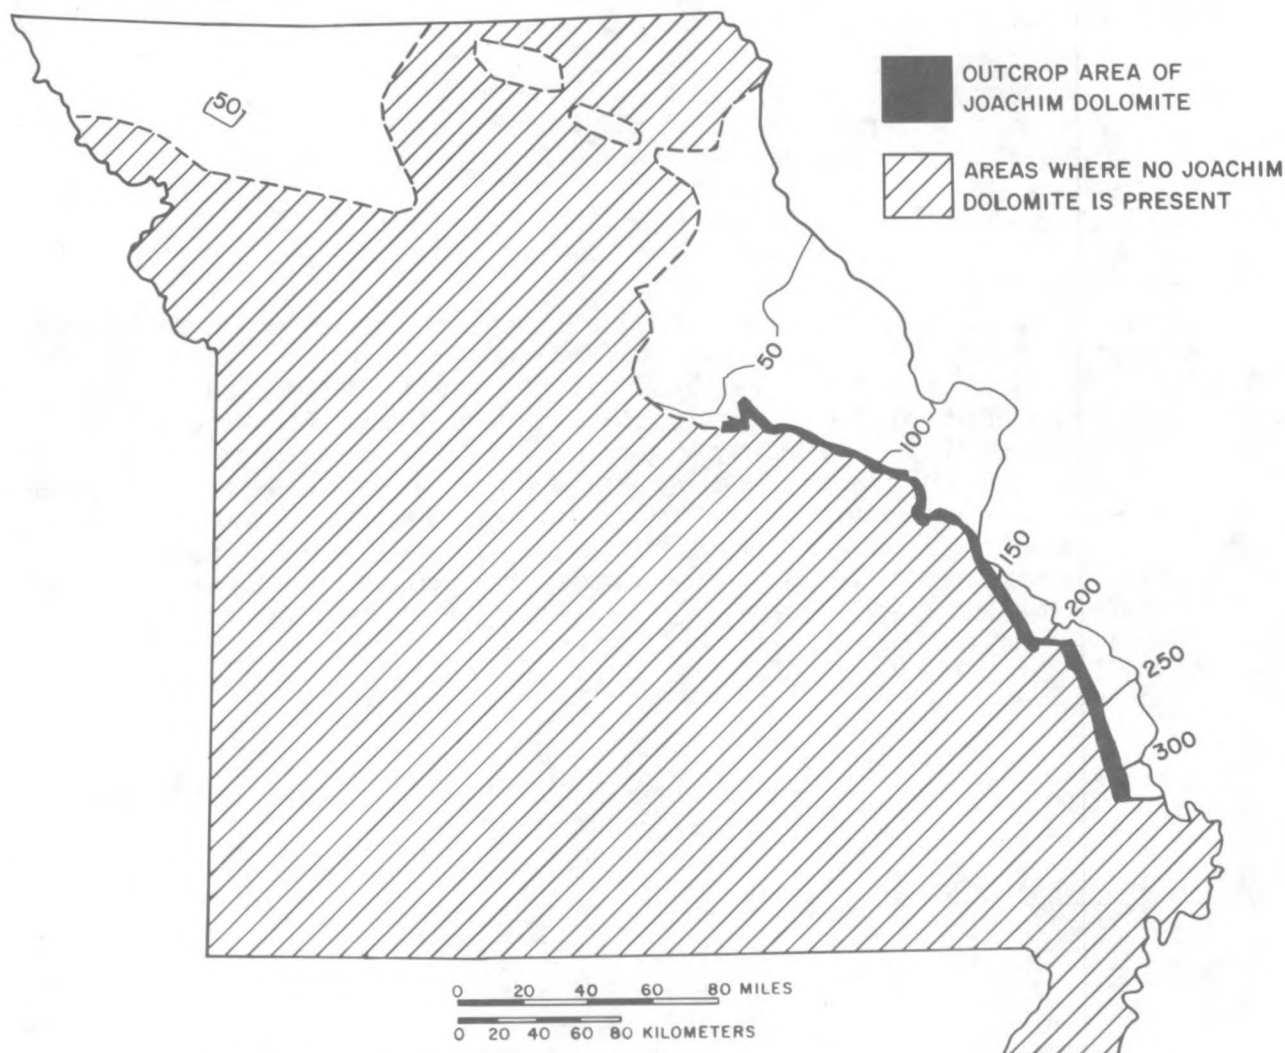 OUTCROP AREA OF
JOACHIM DOLOMITE
AREAS WHERE NO JOACHIM
DOLOMITE IS PRESENT
50
50
100
150
200
250
300
0 20 40 60 80 MILES
0 20 40 60 80 KILOMETERS